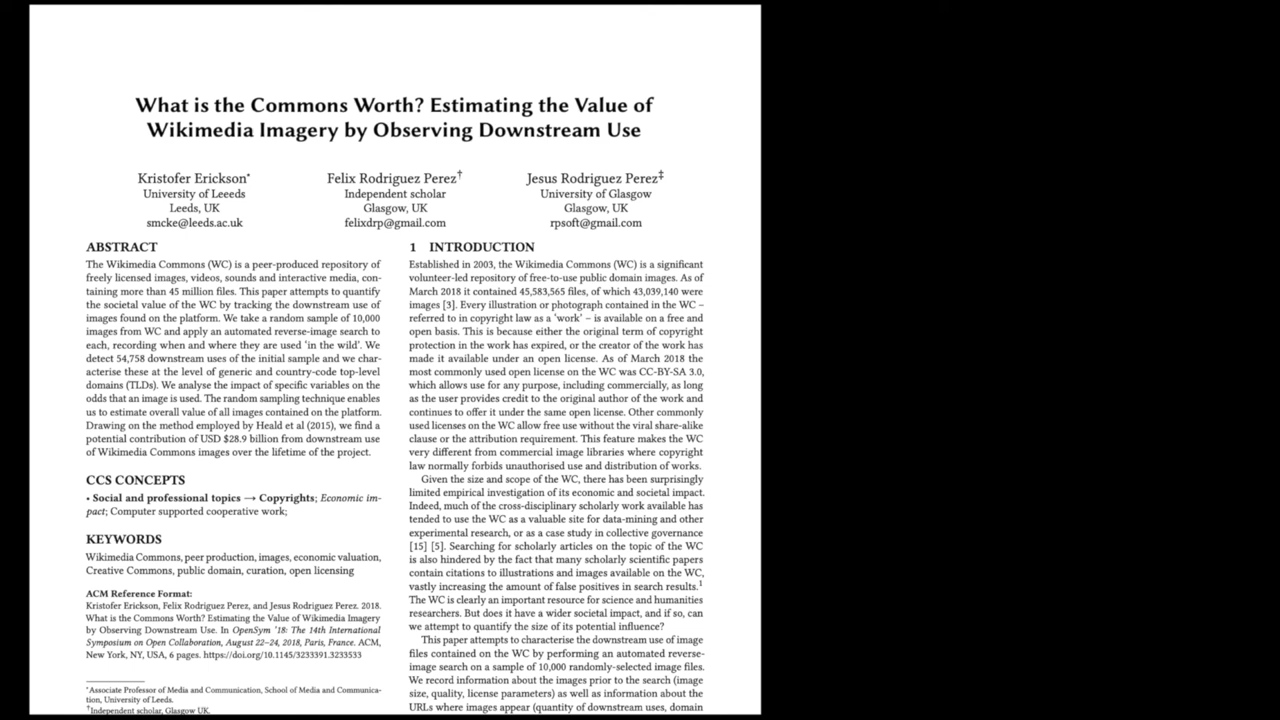 What is the Commons Worth? Estimating the Value of
Wikimedia Imagery by Observing Downstream Use
Kristofer Erickson*
University of Leeeds
Leeds, UK
smcke@leeds.ac.uk
Felix Rodriguez Perez†
Independent scholar
Glasgow, UK
felixdrp@gmail.com
Jesus Rodriguez Perez‡
University of Glasgow
Glasgow, UK
rpsoft@gmail.com
ABSTRACT
The Wikimedia Commons (WC) is a peer-produced repository of
freely licensed images, videos, sounds and interactive media, con-
taining more than 45 million files. This paper attempts to quantify
the societal value of the WC by tracking the downstream use of
images found on the platform. We take a random sample of 10,000
images from WC and apply an automated reverse-image search to
each, recording when and where they are used 'in the wild'. We
detect 54,758 downstream uses of the initial sample and we char-
acterise these at the level of generic and country-code top-level
domains (TLDs). We analyse the impact of specific variables on the
odds that an image is used. The random sampling technique enables
us to estimate overall value of all images contained on the platform.
Drawing on the method employed by Heald et al (2015), we find a
potential contribution of USD $28.9 billion from downstream use
of Wikimedia Commons images over the lifetime of the project.
CCS CONCEPTS
• Social and professional topics → Copyrights; Economic im-
pact; Computer supported cooperative work;
KEYWORDS
Wikimedia Commons, peer production, images, economic valuation,
Creative Commons, public domain, curation, open licensing
ACM Reference Format:
Kristofer Erickson, Felix Rodriguez Perez, and Jesus Rodriguez Perez. 2018.
What is the Commons Worth? Estimating the Value of Wikimedia Imagery
by Observing Downstream Use. In OpenSym '18: The 14th International
Symposium on Open Collaboration, August 22–24, 2018, Paris, France. ACM,
New York, NY, USA, 6 pages. https://doi.org/10.1145/3233391.3233533
*Associate Professor of Media and Communication, School of Media and Communica-
tion, University of Leeds.
†Independent scholar, Glasgow UK.
1 INTRODUCTION
Established in 2003, the Wikimedia Commons (WC) is a significant
volunteer-led repository of free-to-use public domain images. As of
March 2018 it contained 45,583,565 files, of which 43,039,140 were
images [3]. Every illustration or photograph contained in the WC –
referred to in copyright law as a 'work' – is available on a free and
open basis. This is because either the original term of copyright
protection in the work has expired, or the creator of the work has
made it available under an open license. As of March 2018 the
most commonly used open license on the WC was CC-BY-SA 3.0,
which allows use for any purpose, including commercially, as long
as the user provides credit to the original author of the work and
continues to offer it under the same open license. Other commonly
used licenses on the WC allow free use without the viral share-alike
clause or the attribution requirement. This feature makes the WC
very different from commercial image libraries where copyright
law normally forbids unauthorised use and distribution of works.
Given the size and scope of the WC, there has been surprisingly
limited empirical investigation of its economic and societal impact.
Indeed, much of the cross-disciplinary scholarly work available has
tended to use the WC as a valuable site for data-mining and other
experimental research, or as a case study in collective governance
[15] [5]. Searching for scholarly articles on the topic of the WC
is also hindered by the fact that many scholarly scientific papers
contain citations to illustrations and images available on the WC,
vastly increasing the amount of false positives in search results.1
The WC is clearly an important resource for science and humanities
researchers. But does it have a wider societal impact, and if so, can
we attempt to quantify the size of its potential influence?
This paper attempts to characterise the downstream use of image
files contained on the WC by performing an automated reverse-
image search on a sample of 10,000 randomly-selected image files.
We record information about the images prior to the search (image
size, quality, license parameters) as well as information about the
URLs where images appear (quantity of downstream uses, domain